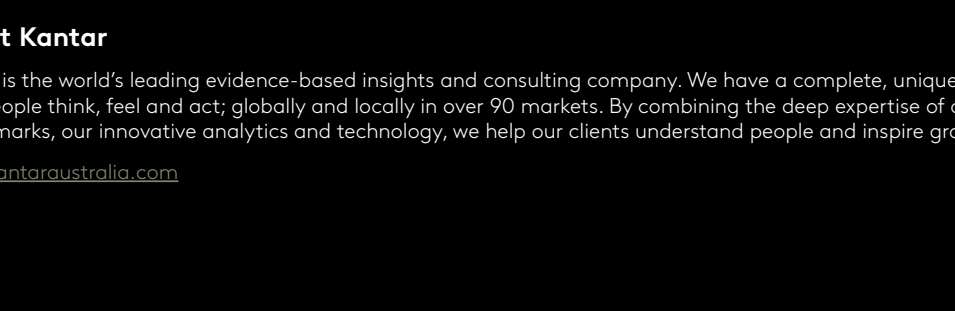 t Kantar
is the world's leading evidence-based insights and consulting company. We have a complete, unique
eople think, feel and act; globally and locally in over 90 markets. By combining the deep expertise of
marks, our innovative analytics and technology, we help our clients understand people and inspire gro
antaraustralia.com